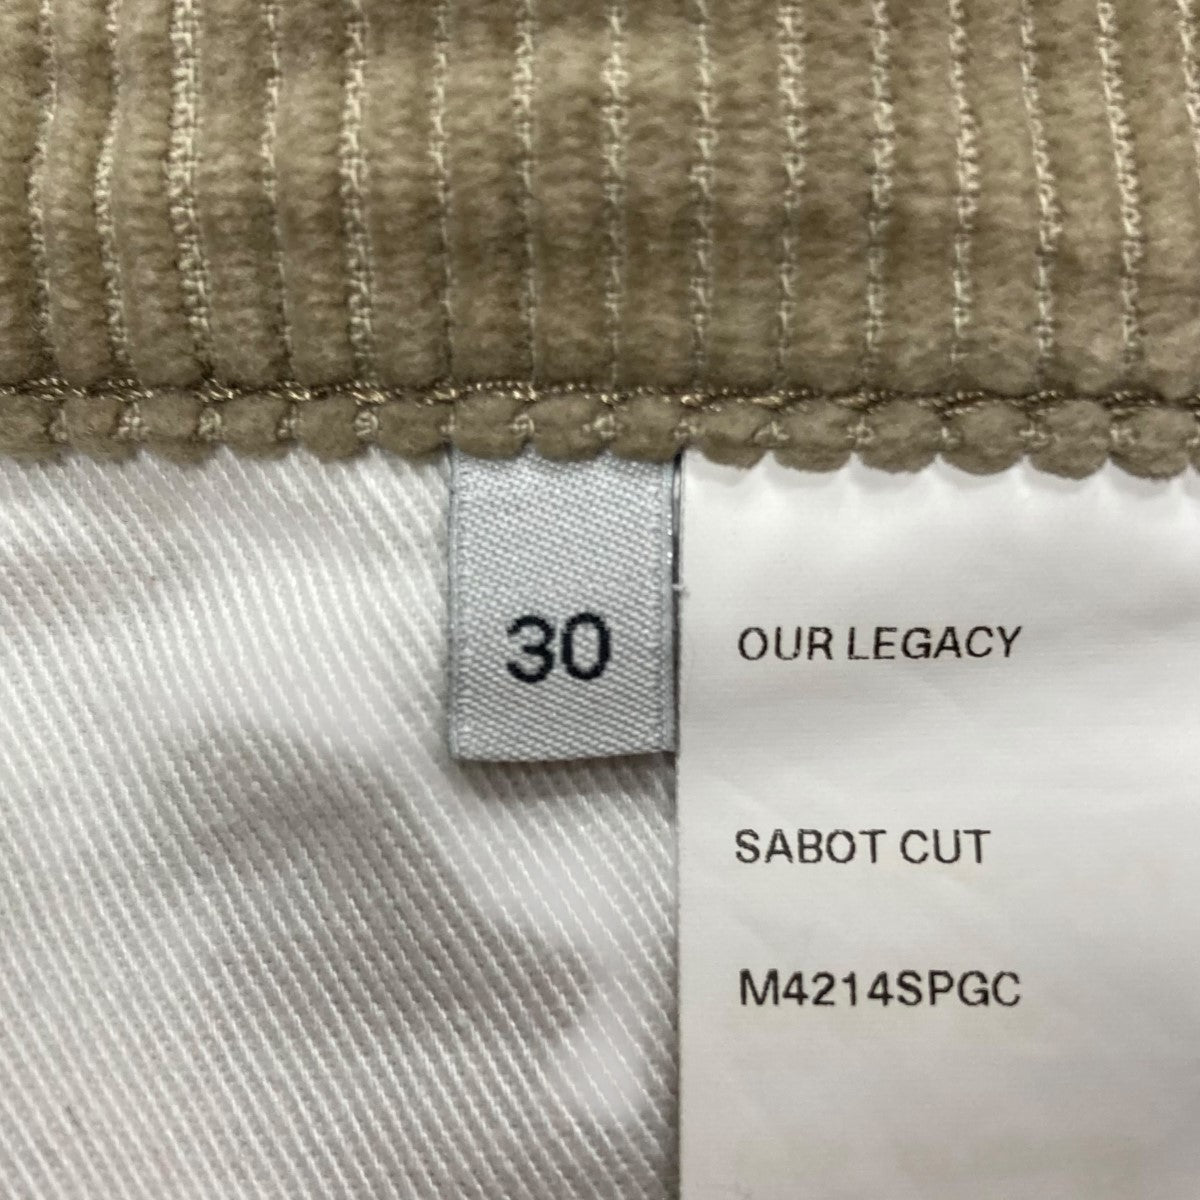 30
OUR LEGACY
SABOT CUT
M4214SPGC